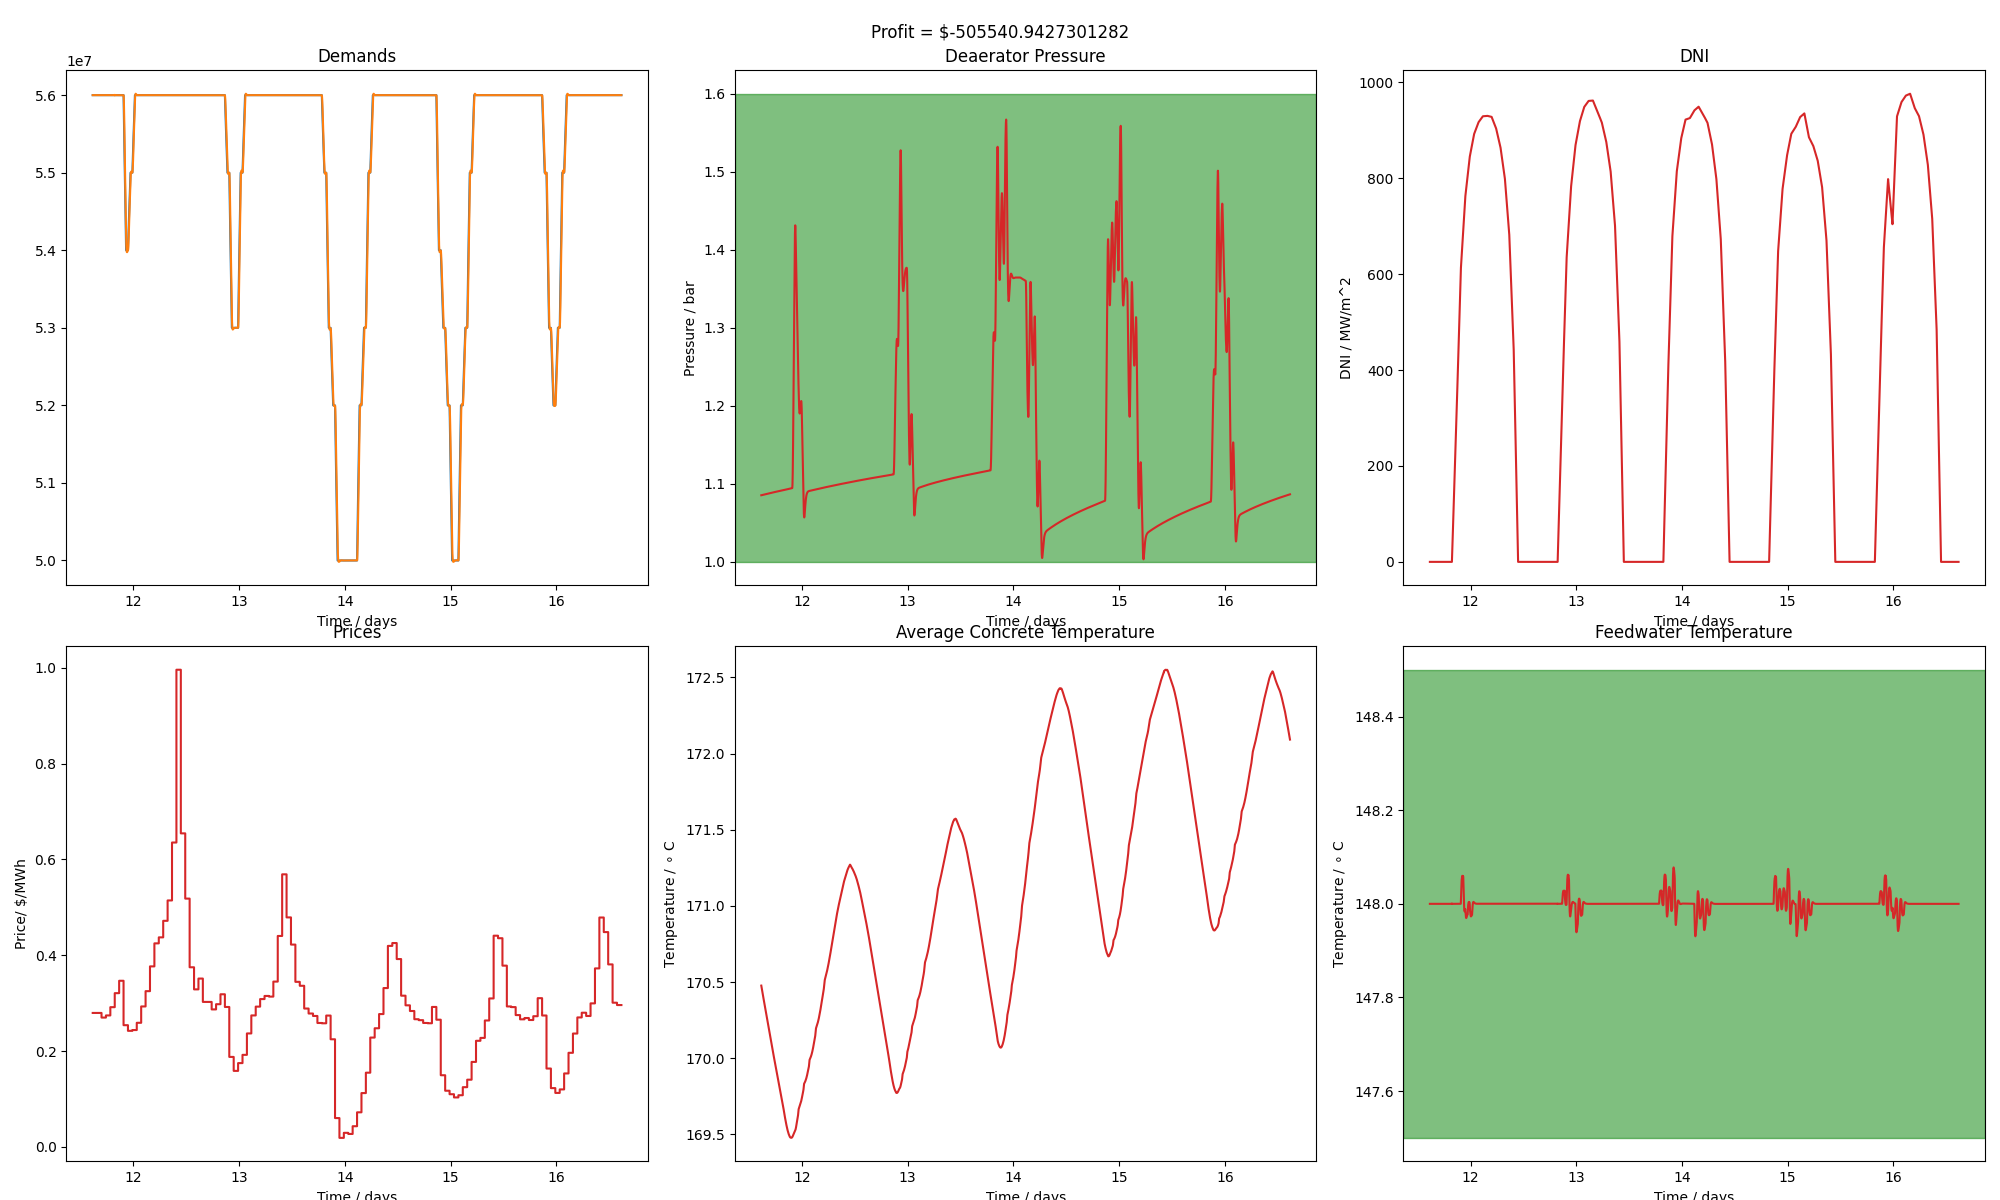 Profit = $-505540.9427301282
Demands
1e7
5.6
5.5
5.4
5.3
5.2
5.1
5.0
12 13 14 15 16
Time / days
Deaerator Pressure
Pressure / bar
1.6
1.5
1.4
1.3
1.2
1.1
1.0
12 13 14 15 16
Time / days
DNI
DNI / MW/m^2
1000
800
600
400
200
0
12 13 14 15 16
Time / days
Prices
Price/ $/MWh
1.0
0.8
0.6
0.4
0.2
0.0
12 13 14 15 16
Time / days
Average Concrete Temperature
Temperature / ∘ C
172.5
172.0
171.5
171.0
170.5
170.0
169.5
12 13 14 15 16
Time / days
Feedwater Temperature
Temperature / ∘ C
148.4
148.2
148.0
147.8
147.6
12 13 14 15 16
Time / days